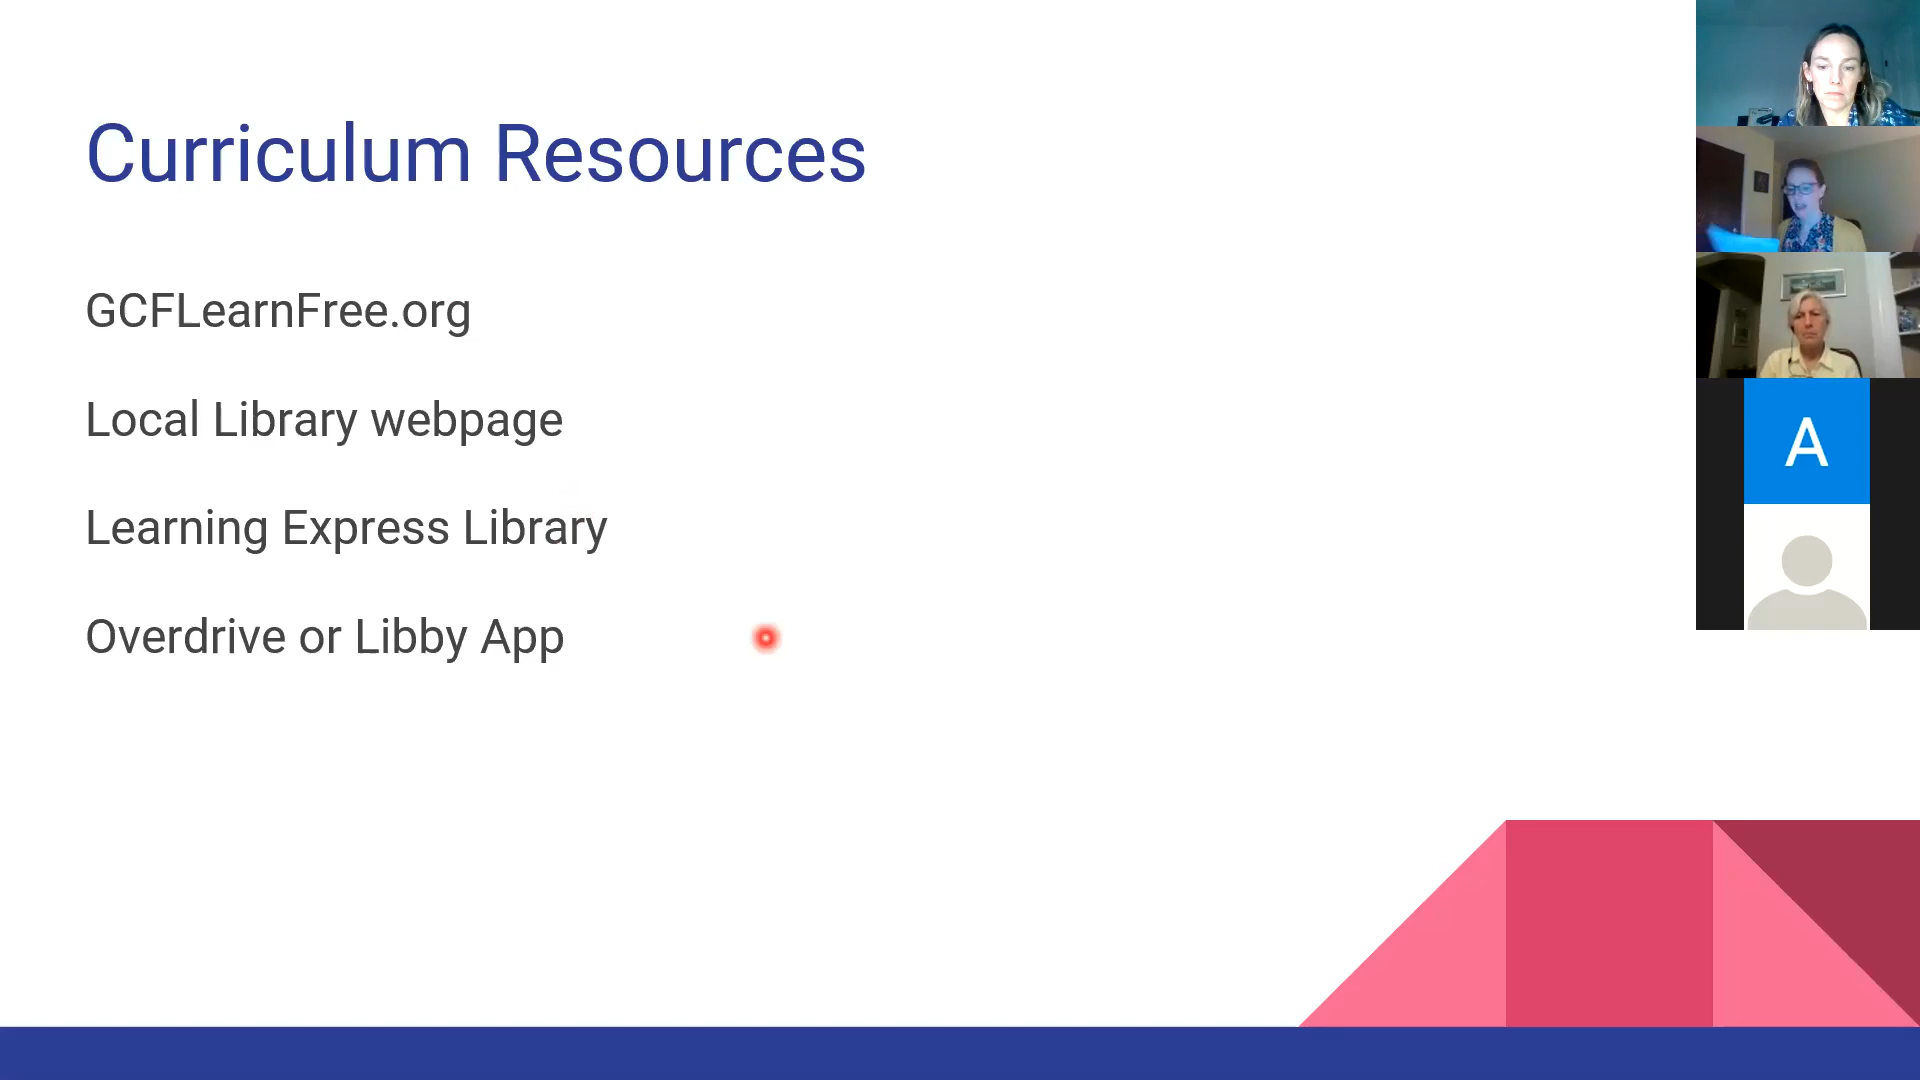 Curriculum Resources
GCFLearnFree.org
Local Library webpage
Learning Express Library
Overdrive or Libby App
A